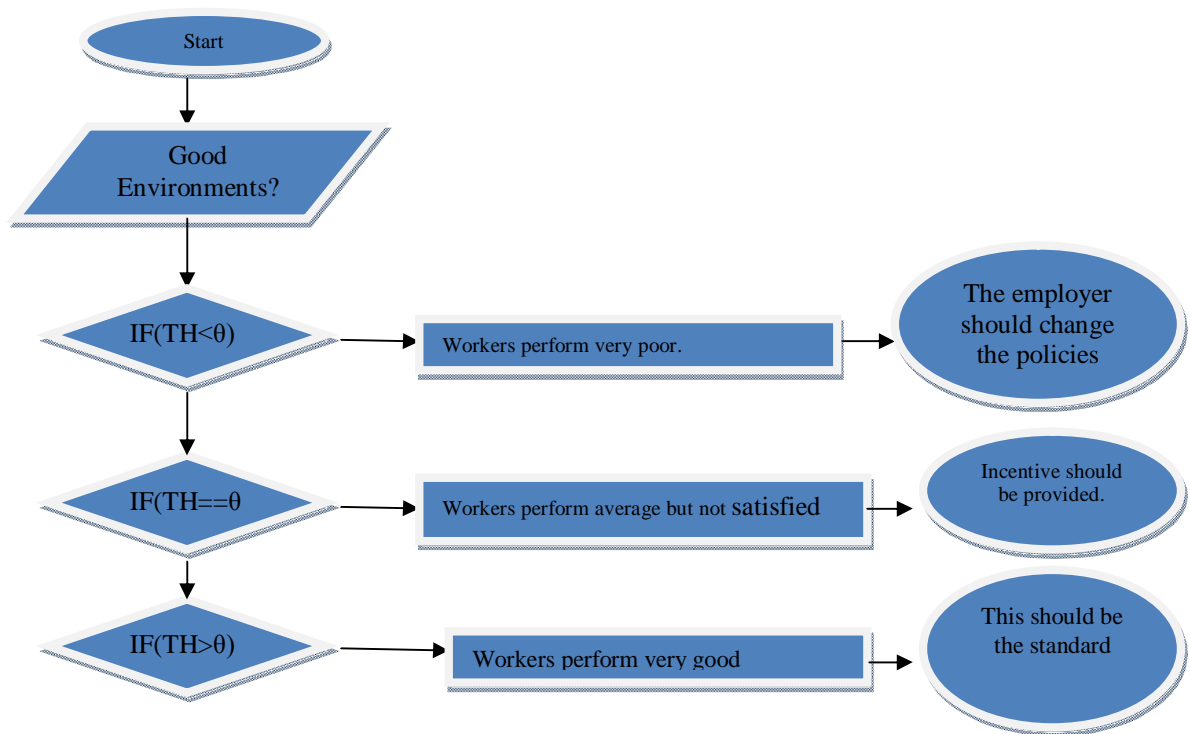 Start
Good
Environments?
IF(TH<θ)
Workers perform very poor.
The employer
should change
the policies
IF(TH==θ
Workers perform average but not satisfied
Incentive should
be provided.
IF(TH>θ)
Workers perform very good
This should be
the standard